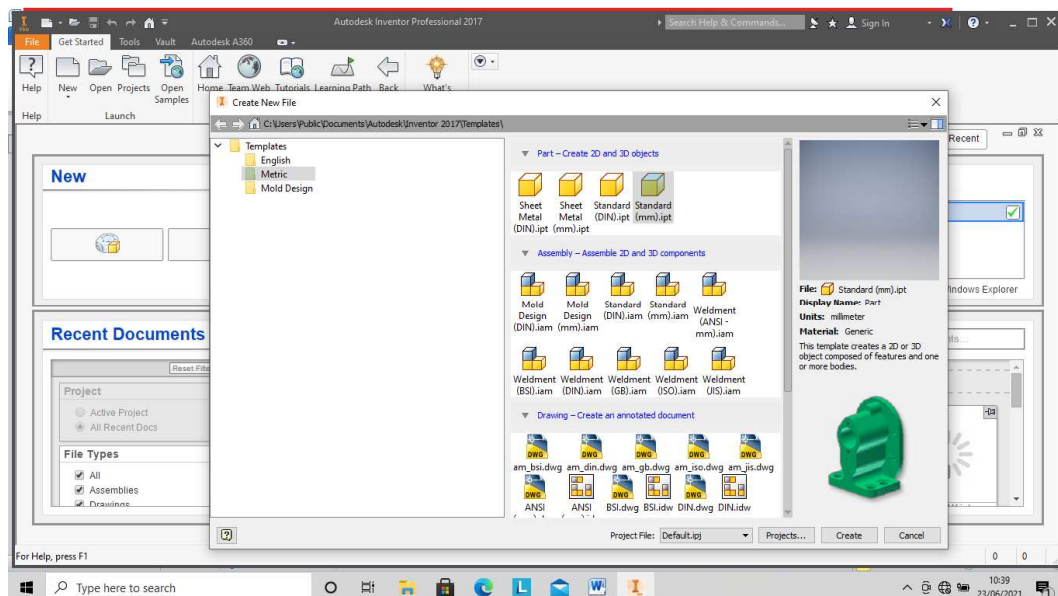 Autodesk Inventor Professional 2017
Search Help & Commands...
Sign In
File
Get Started
Tools
Vault
Autodesk A360
Help
New
Open
Projects
Open Samples
Home
Team Web
Tutorials
Learning Path
Back
What's
Help
Launch
Create New File
C:\Users\Public\Documents\Autodesk\Inventor 2017\Templates\
Recent
Templates
English
Metric
Mold Design
New
Part – Create 2D and 3D objects
Sheet Metal (DIN).ipt
Sheet Metal (mm).ipt
Standard (DIN).ipt
Standard (mm).ipt
Assembly – Assemble 2D and 3D components
Mold Design (DIN).iam
Mold Design (mm).iam
Standard (DIN).iam
Standard (mm).iam
Weldment (ANSI - mm).iam
Weldment (BSI).iam
Weldment (DIN).iam
Weldment (GB).iam
Weldment (ISO).iam
Weldment (JIS).iam
Drawing – Create an annotated document
am_bsi.dwg
am_din.dwg
am_gb.dwg
am_iso.dwg
am_jis.dwg
ANSI
ANSI
BSI.dwg
BSI.idw
DIN.dwg
DIN.idw
File: Standard (mm).ipt
Display Name: Part
Units: millimeter
Material: Generic
This template creates a 2D or 3D
object composed of features and one
or more bodies.
Windows Explorer
Recent Documents
Reset Filte
Project
Active Project
All Recent Docs
File Types
All
Assemblies
Drawings
Project File: Default.ipj
Projects...
Create
Cancel
For Help, press F1
0 0
Type here to search
10:39
23/06/2021